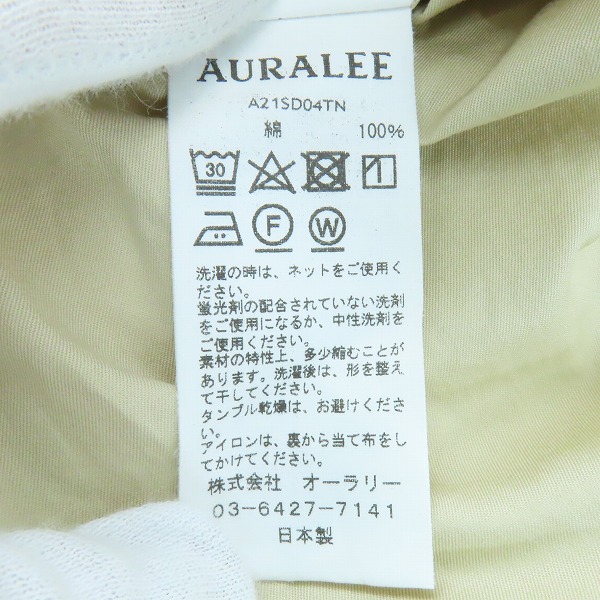 AURALEE
A21SD04TN
綿 100%
30
F W
洗濯の時は、ネットをご使用く
ださい。
蛍光剤の配合されていない洗剤
をご使用になるか、中性洗剤を
ご使用ください。
素材の特性上、多少縮むことが
あります。洗濯後は、形を整え
て干してください。
タンブル乾燥は、お避けくださ
い。
アイロンは、裏から当て布をし
てかけてください。
株式会社 オーラリー
03-6427-7141
日本製